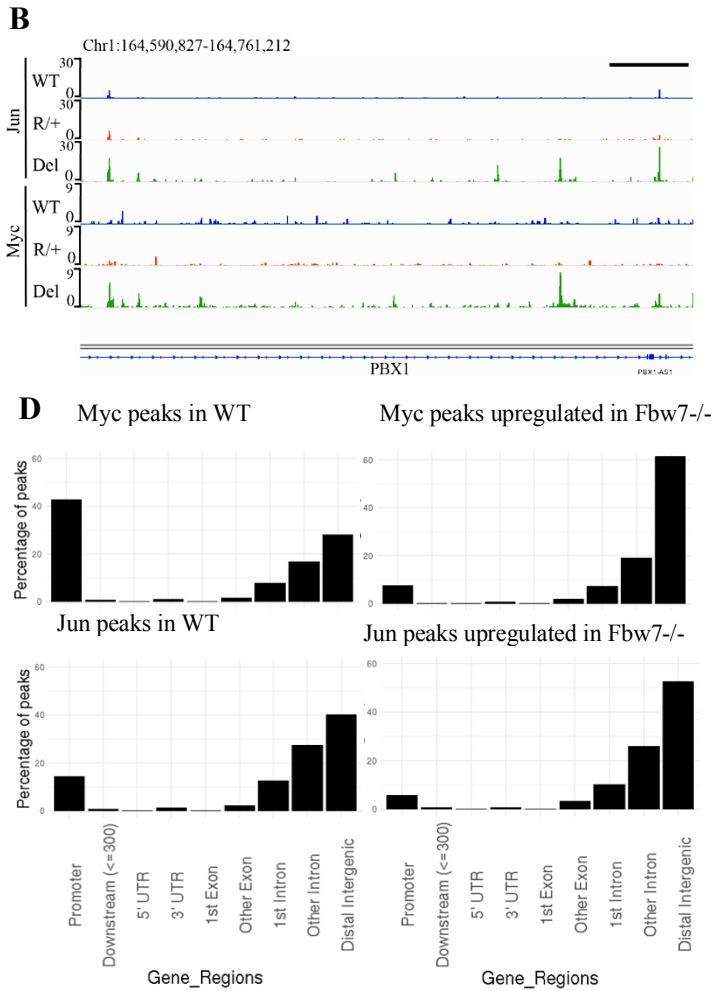 B
Chr1:164,590,827-164,761,212
Jun
WT
30
0
R/+
30
0
Del
30
0
Myc
WT
9
0
R/+
9
0
Del
9
0
PBX1
PBX1-AS1
D
Myc peaks in WT
Myc peaks upregulated in Fbw7-/-
Percentage of peaks
60
40
20
0
60
40
20
0
Jun peaks in WT
Jun peaks upregulated in Fbw7-/-
Percentage of peaks
60
40
20
0
60
40
20
0
Promoter
Downstream (<=300)
5' UTR
3' UTR
1st Exon
Other Exon
1st Intron
Other Intron
Distal Intergenic
Gene_Regions
Promoter
Downstream (<=300)
5' UTR
3' UTR
1st Exon
Other Exon
1st Intron
Other Intron
Distal Intergenic
Gene_Regions